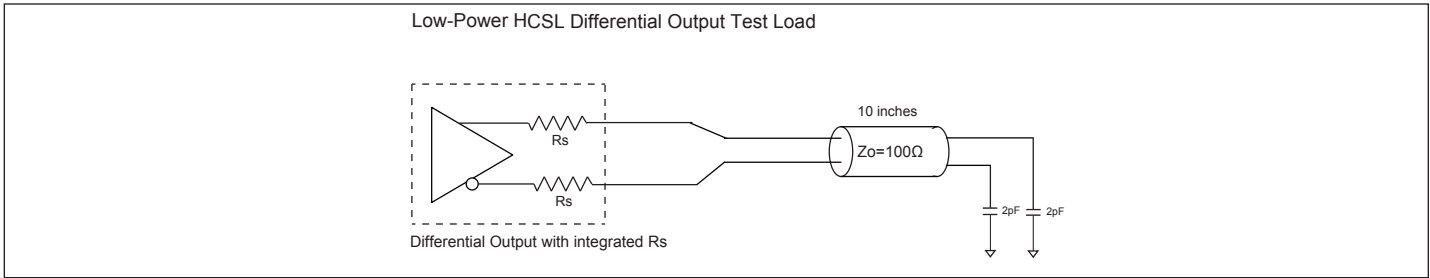 Low-Power HCSL Differential Output Test Load
10 inches
Rs
Zo=100Ω
Rs
2pF
2pF
Differential Output with integrated Rs